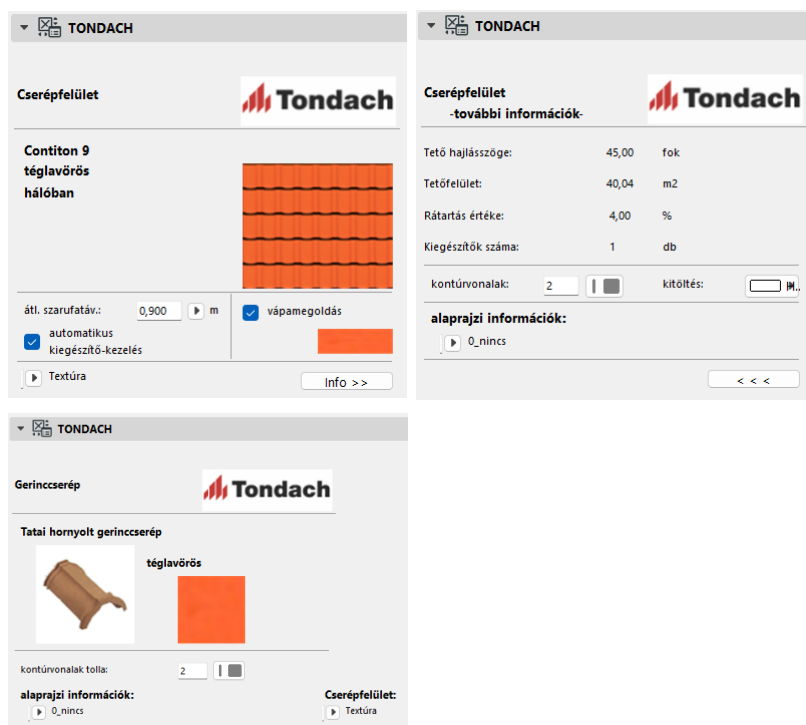 TONDACH
Cserépfelület
Tondach
Contiton 9
téglavörös
hálóban
átl. szarufatáv.: 0,900 m
vápamegoldás
automatikus
kiegészítő-kezelés
Textúra
Info >>
TONDACH
Cserépfelület
-további információk-
Tondach
Tető hajlásszöge: 45,00 fok
Tetőfelület: 40,04 m2
Rátartás értéke: 4,00 %
Kiegészítők száma: 1 db
kontúrvonalak: 2 kitöltés:
alaprajzi információk:
0_nincs
< < <
TONDACH
Gerinccserép
Tondach
Tatai hornyolt gerinccserép
téglavörös
kontúrvonalak tolla: 2
alaprajzi információk: Cserépfelület:
0_nincs Textúra